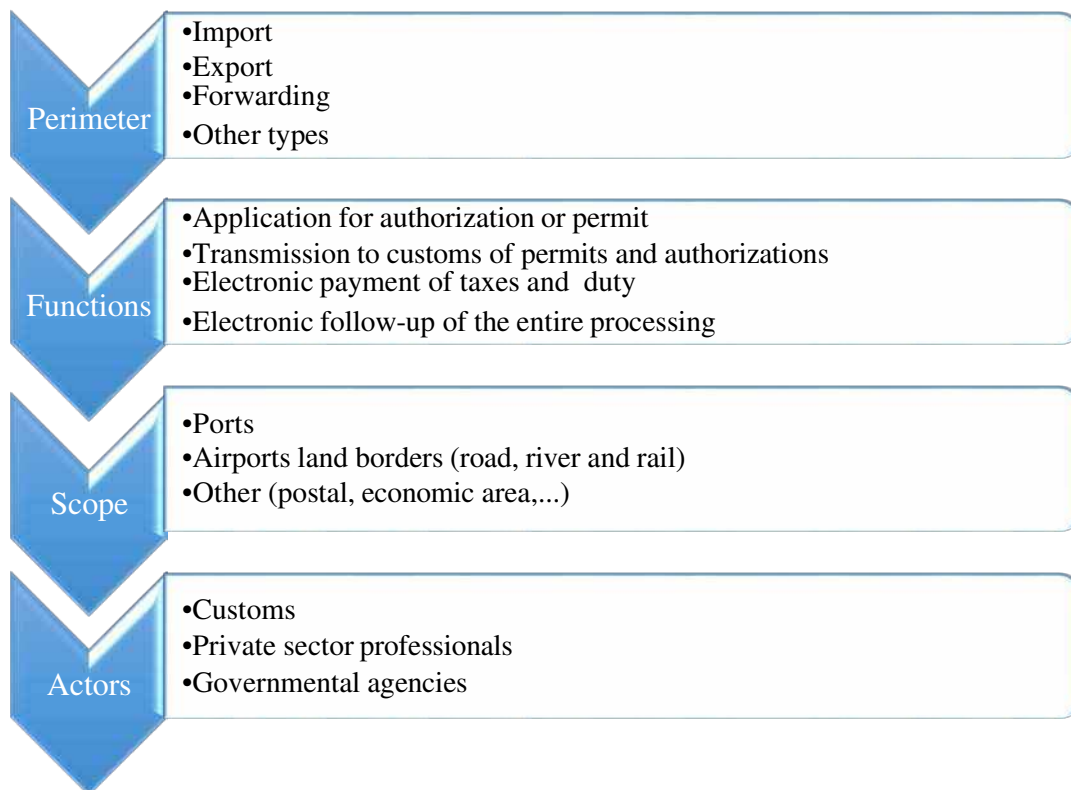 Perimeter
•Import
•Export
•Forwarding
•Other types
Functions
•Application for authorization or permit
•Transmission to customs of permits and authorizations
•Electronic payment of taxes and duty
•Electronic follow-up of the entire processing
Scope
•Ports
•Airports land borders (road, river and rail)
•Other (postal, economic area,...)
Actors
•Customs
•Private sector professionals
•Governmental agencies